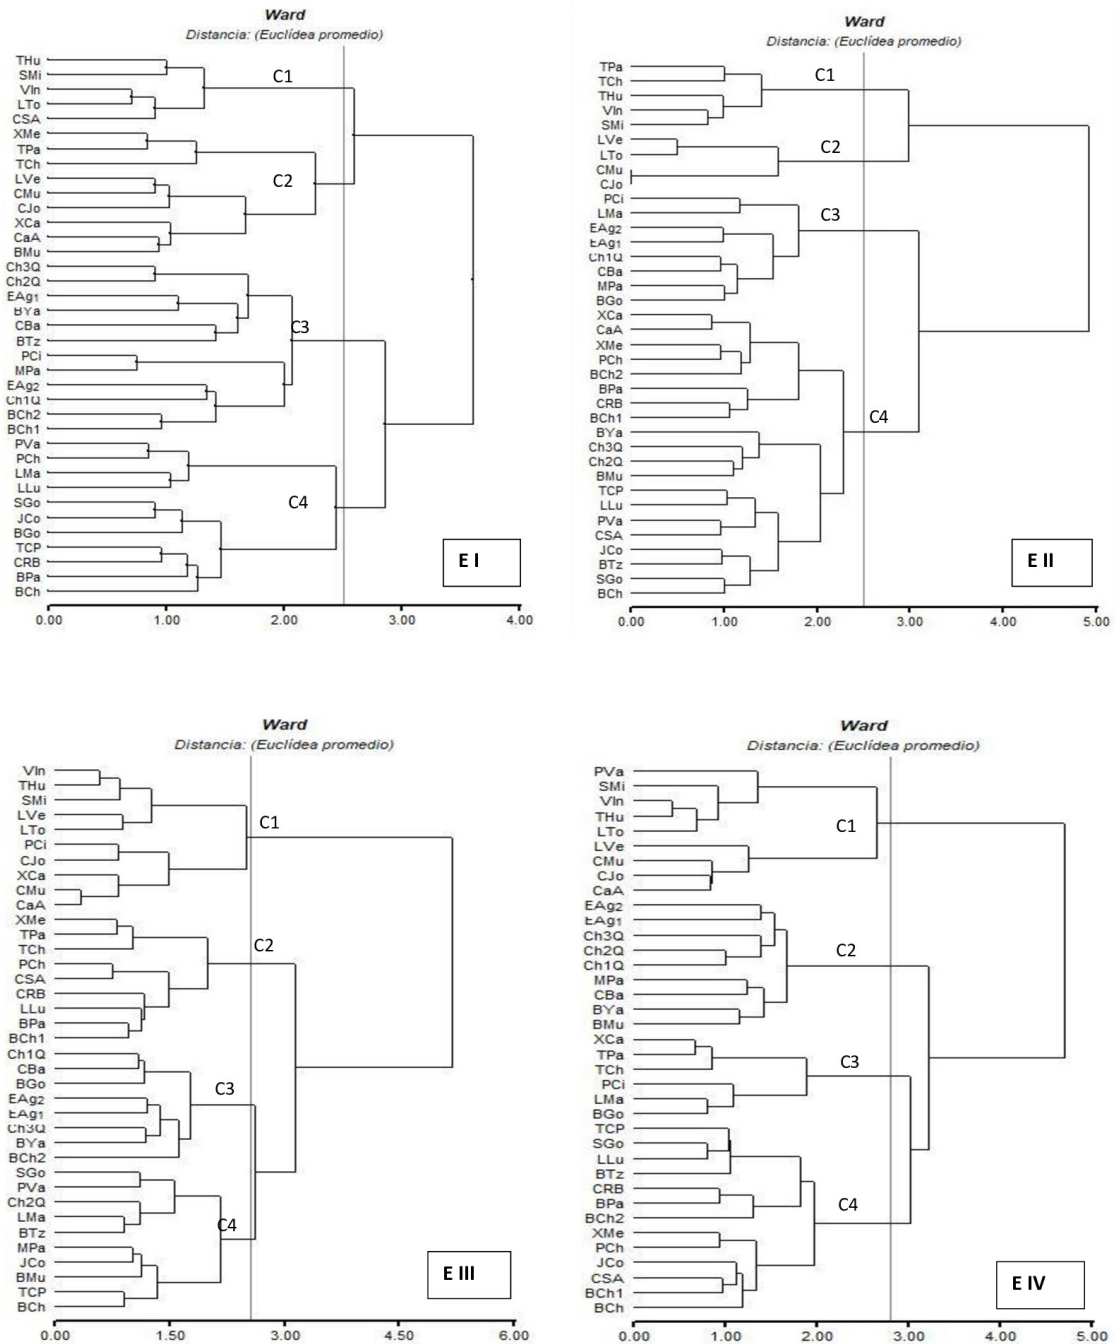 Ward
Distancia: (Euclídea promedio)
THu
SMi
VIn
LTo
CSA
XMe
TPa
TCh
LVe
CMu
CJo
XCa
CaA
BMu
Ch3Q
Ch2Q
EAg1
BYa
CBa
BTz
PCi
MPa
EAg2
Ch1Q
BCh2
BCh1
PVa
PCh
LMa
LLu
SGo
JCo
BGo
TCP
CRB
BPa
BCh
C1
C2
C3
C4
E I
0.00 1.00 2.00 3.00 4.00
Ward
Distancia: (Euclídea promedio)
TPa
TCh
THu
VIn
SMi
LVe
LTo
CMu
CJo
PCi
LMa
EAg2
EAg1
Ch1Q
CBa
MPa
BGo
XCa
CaA
XMe
PCh
BCh2
BPa
CRB
BCh1
BYa
Ch3Q
Ch2Q
BMu
TCP
LLu
PVa
CSA
JCo
BTz
SGo
BCh
C1
C2
C3
C4
E II
0.00 1.00 2.00 3.00 4.00 5.00
Ward
Distancia: (Euclídea promedio)
VIn
THu
SMi
LVe
LTo
PCi
CJo
XCa
CMu
CaA
XMe
TPa
TCh
PCh
CSA
CRB
LLu
BPa
BCh1
Ch1Q
CBa
BGo
EAg2
EAg1
Ch3Q
BYa
BCh2
SGo
PVa
Ch2Q
LMa
BTz
MPa
JCo
BMu
TCP
BCh
C1
C2
C3
C4
E III
0.00 1.50 3.00 4.50 6.00
Ward
Distancia: (Euclídea promedio)
PVa
SMi
VIn
THu
LTo
LVe
CMu
CJo
CaA
EAg2
EAg1
Ch3Q
Ch2Q
Ch1Q
MPa
CBa
BYa
BMu
XCa
TPa
TCh
PCi
LMa
BGo
TCP
SGo
LLu
BTz
CRB
BPa
BCh2
XMe
PCh
JCo
CSA
BCh1
BCh
C1
C2
C3
C4
E IV
0.00 1.00 2.00 3.00 4.00 5.00